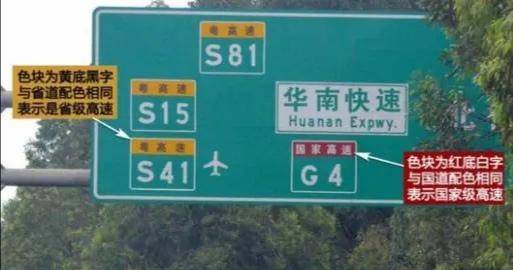 粤高速
S81
色块为黄底黑字
与省道配色相同
表示是省级高速
粤高速
S15
华南快速
Huanan Expwy.
粤高速
S41
国家高速
G4
色块为红底白字
与国道配色相同
表示国家级高速